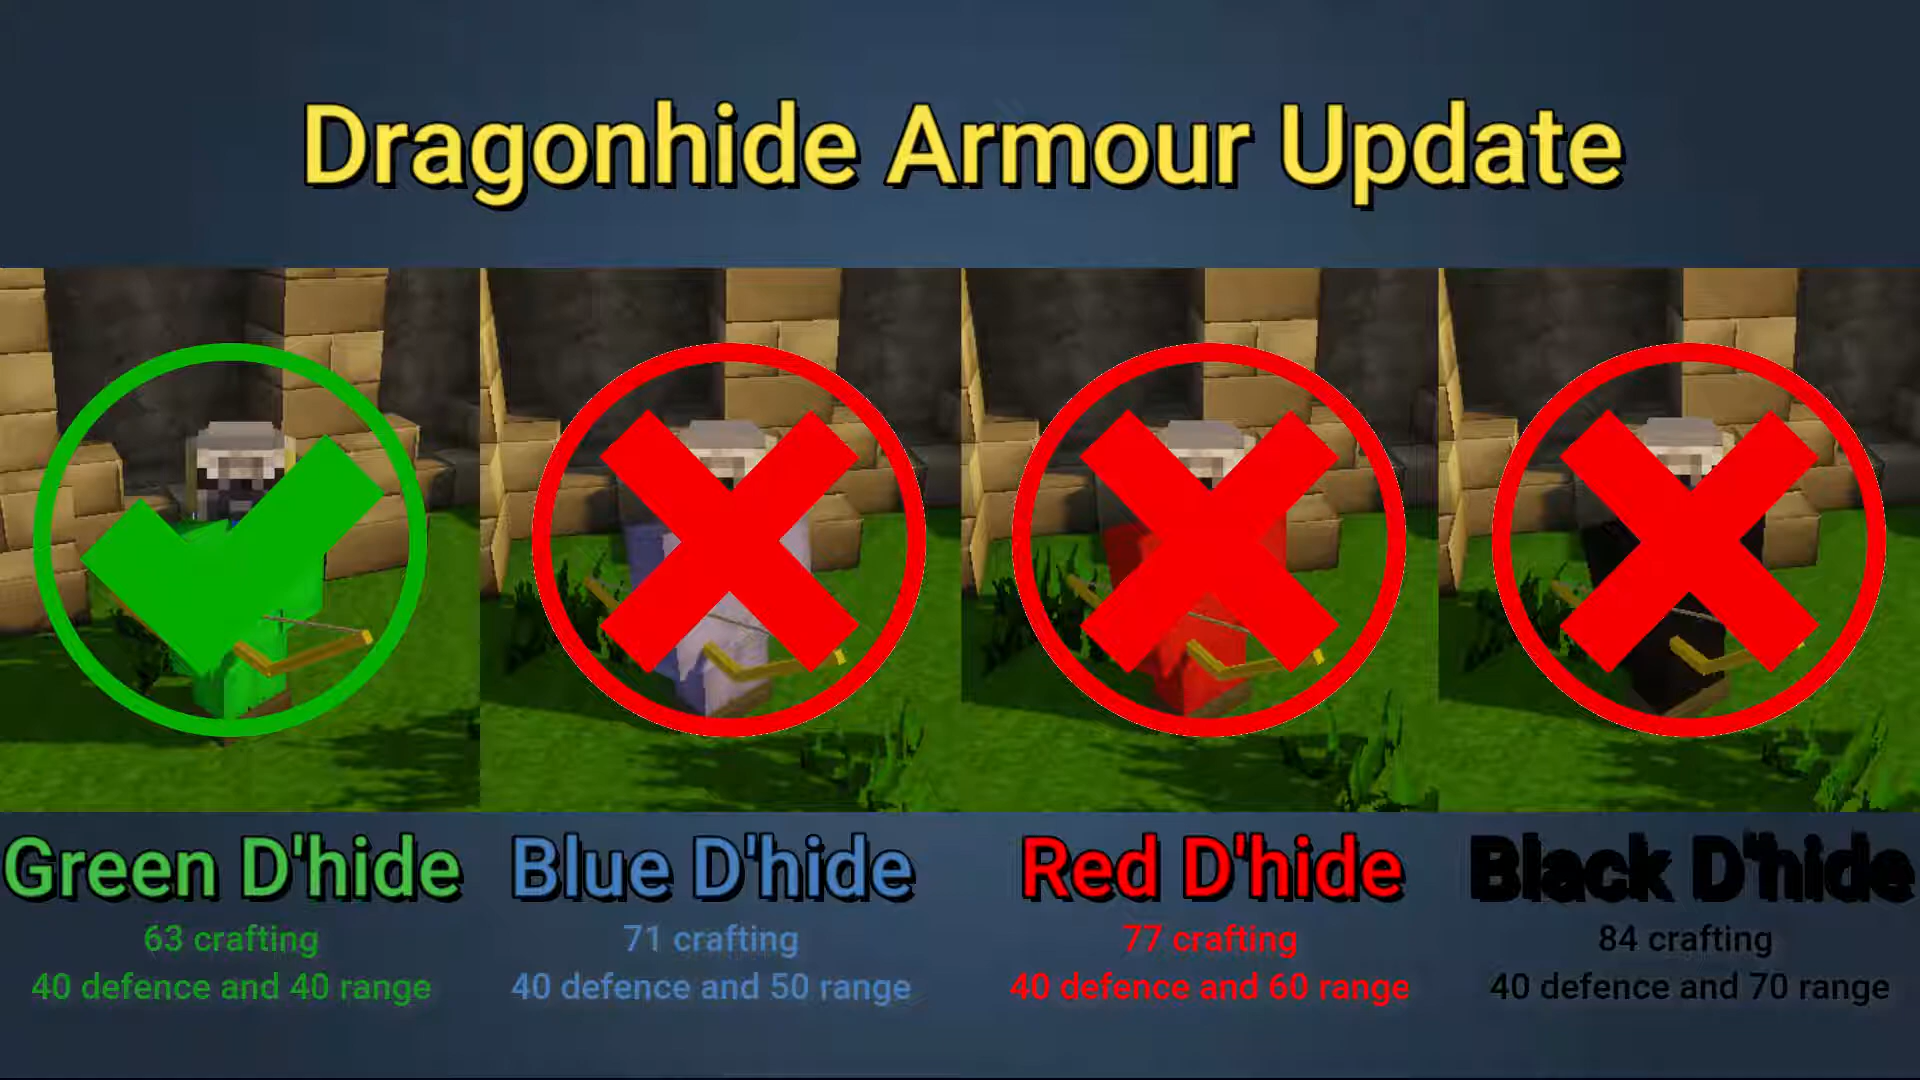 Dragonhide Armour Update
Green D'hide
63 crafting
40 defence and 40 range
Blue D'hide
71 crafting
40 defence and 50 range
Red D'hide
77 crafting
40 defence and 60 range
Black D'hide
84 crafting
40 defence and 70 range